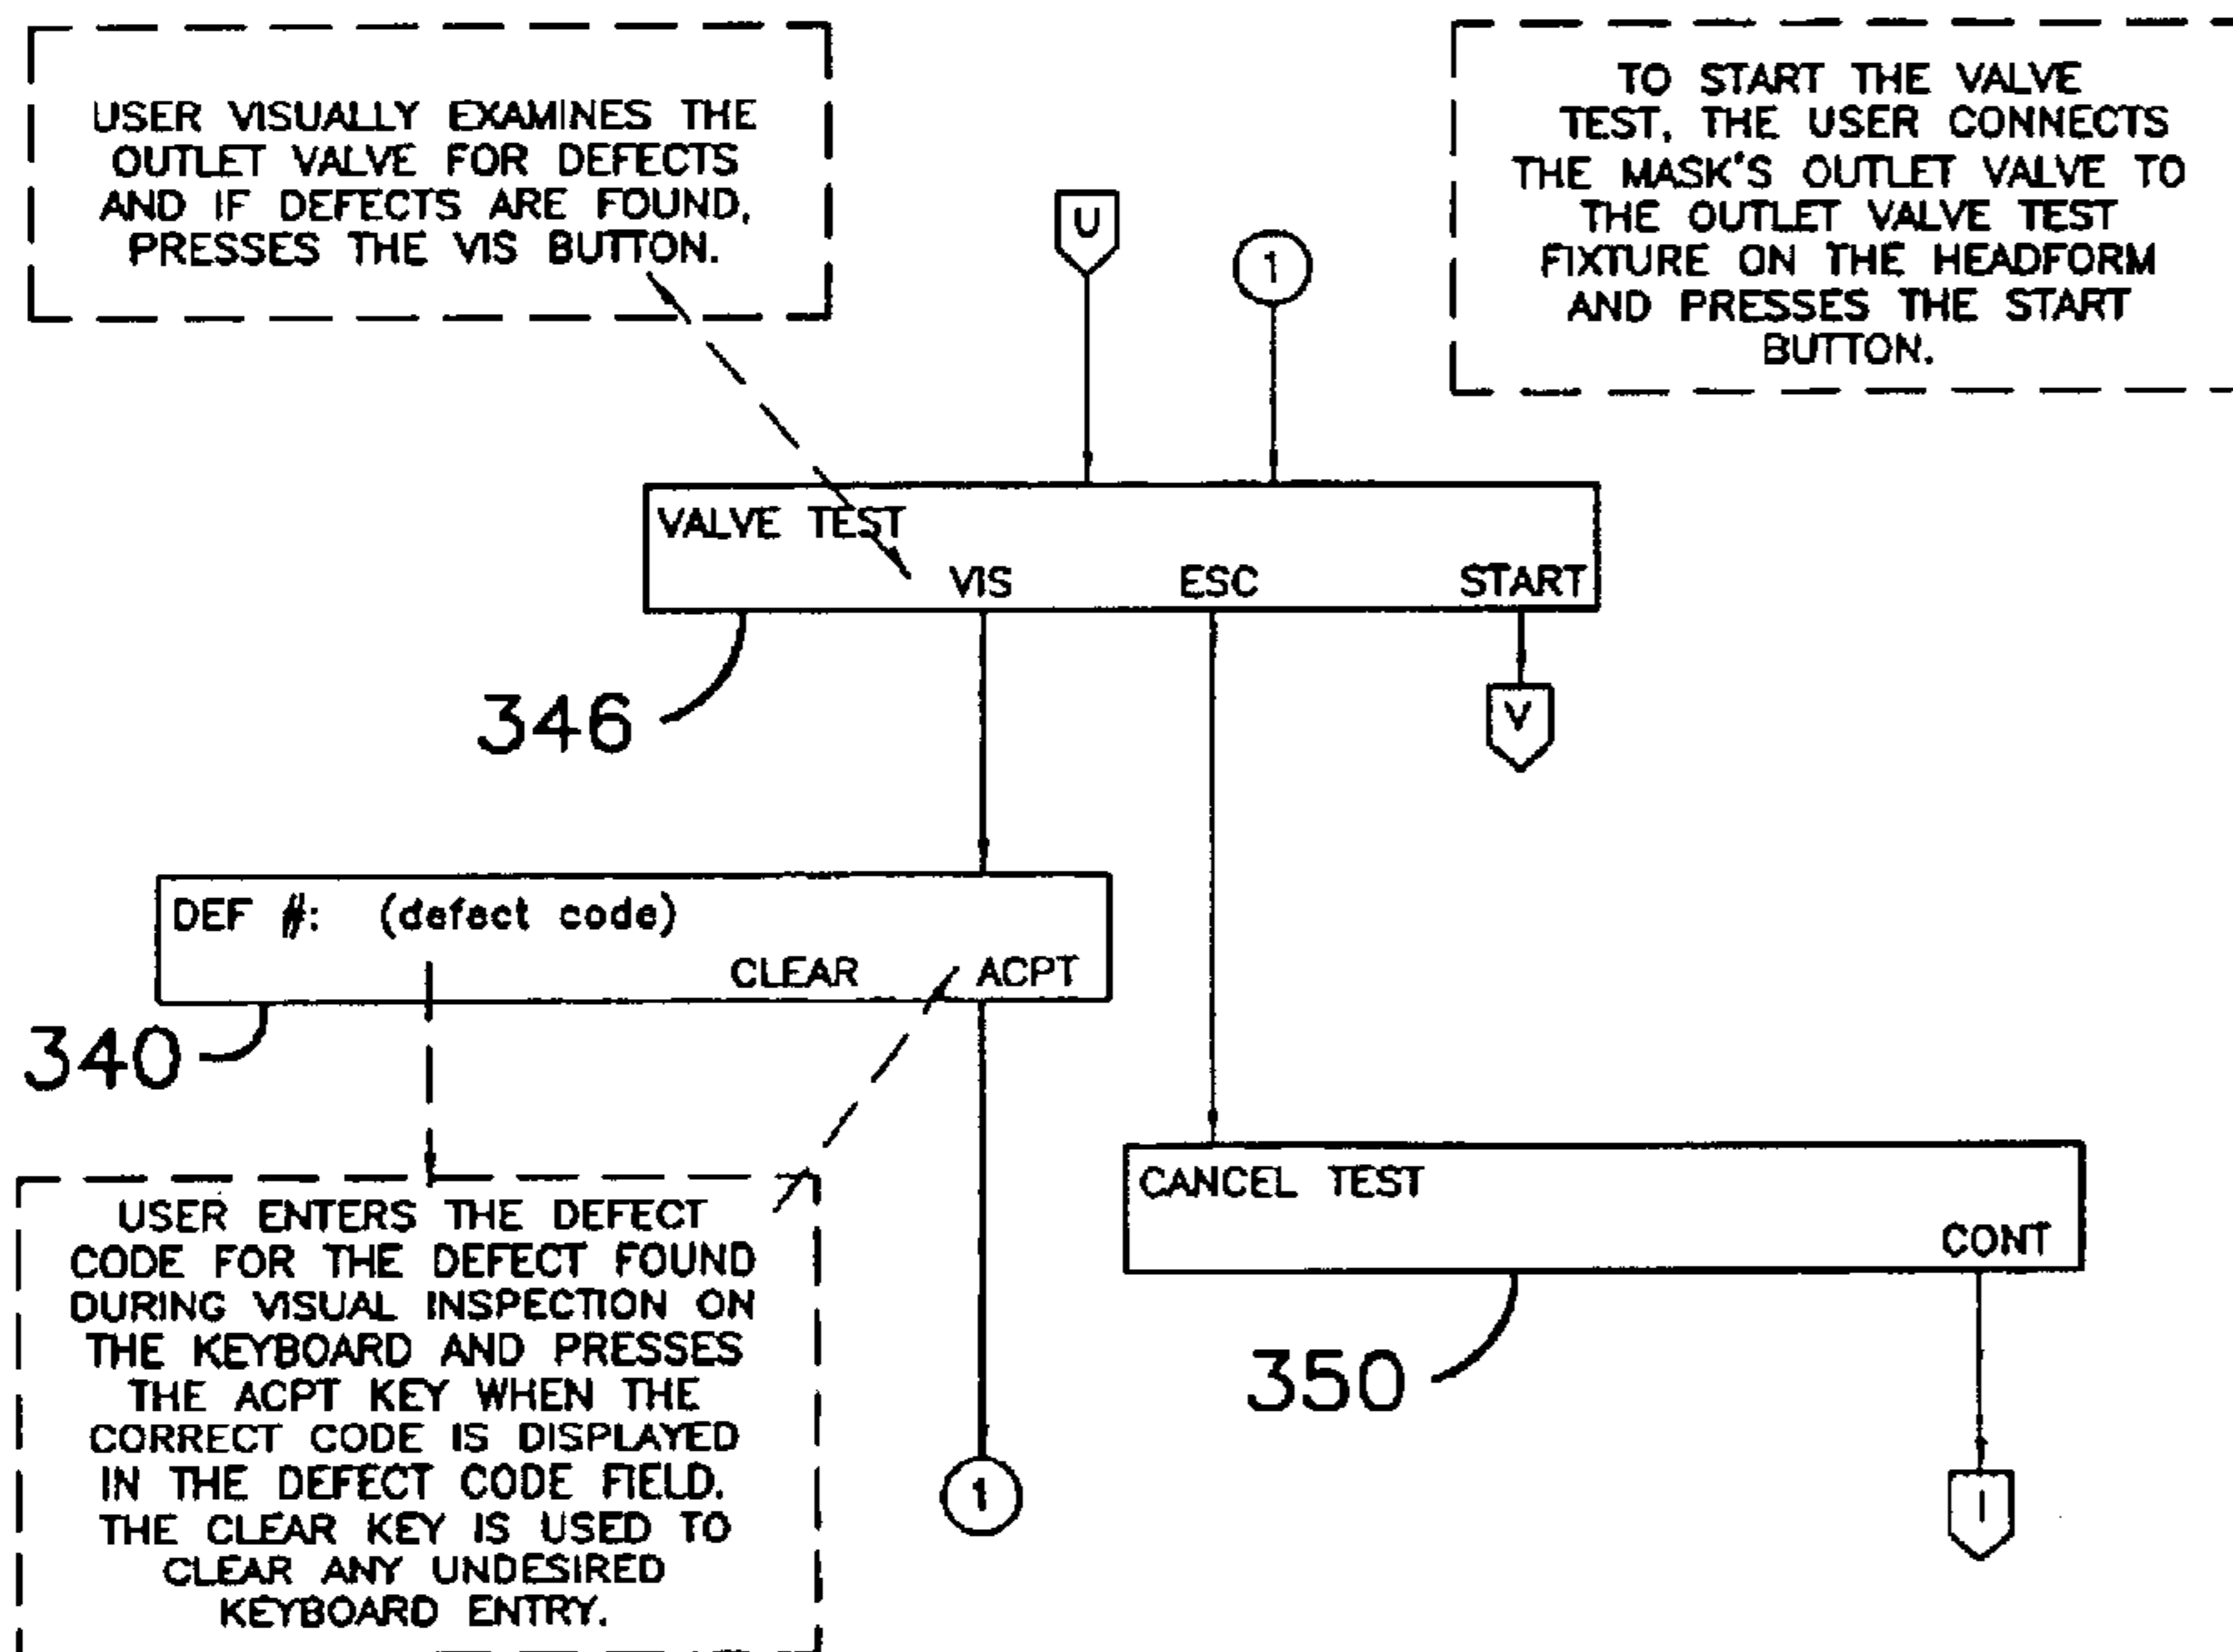 USER VISUALLY EXAMINES THE
OUTLET VALVE FOR DEFECTS
AND IF DEFECTS ARE FOUND,
PRESSES THE VIS BUTTON.
TO START THE VALVE
TEST, THE USER CONNECTS
THE MASK'S OUTLET VALVE TO
THE OUTLET VALVE TEST
FIXTURE ON THE HEADFORM
AND PRESSES THE START
BUTTON.
U
1
VALVE TEST
VIS ESC START
346
V
DEF #: (defect code)
CLEAR ACPT
340
CANCEL TEST
CONT
350
USER ENTERS THE DEFECT
CODE FOR THE DEFECT FOUND
DURING VISUAL INSPECTION ON
THE KEYBOARD AND PRESSES
THE ACPT KEY WHEN THE
CORRECT CODE IS DISPLAYED
IN THE DEFECT CODE FIELD.
THE CLEAR KEY IS USED TO
CLEAR ANY UNDESIRED
KEYBOARD ENTRY.
1
I